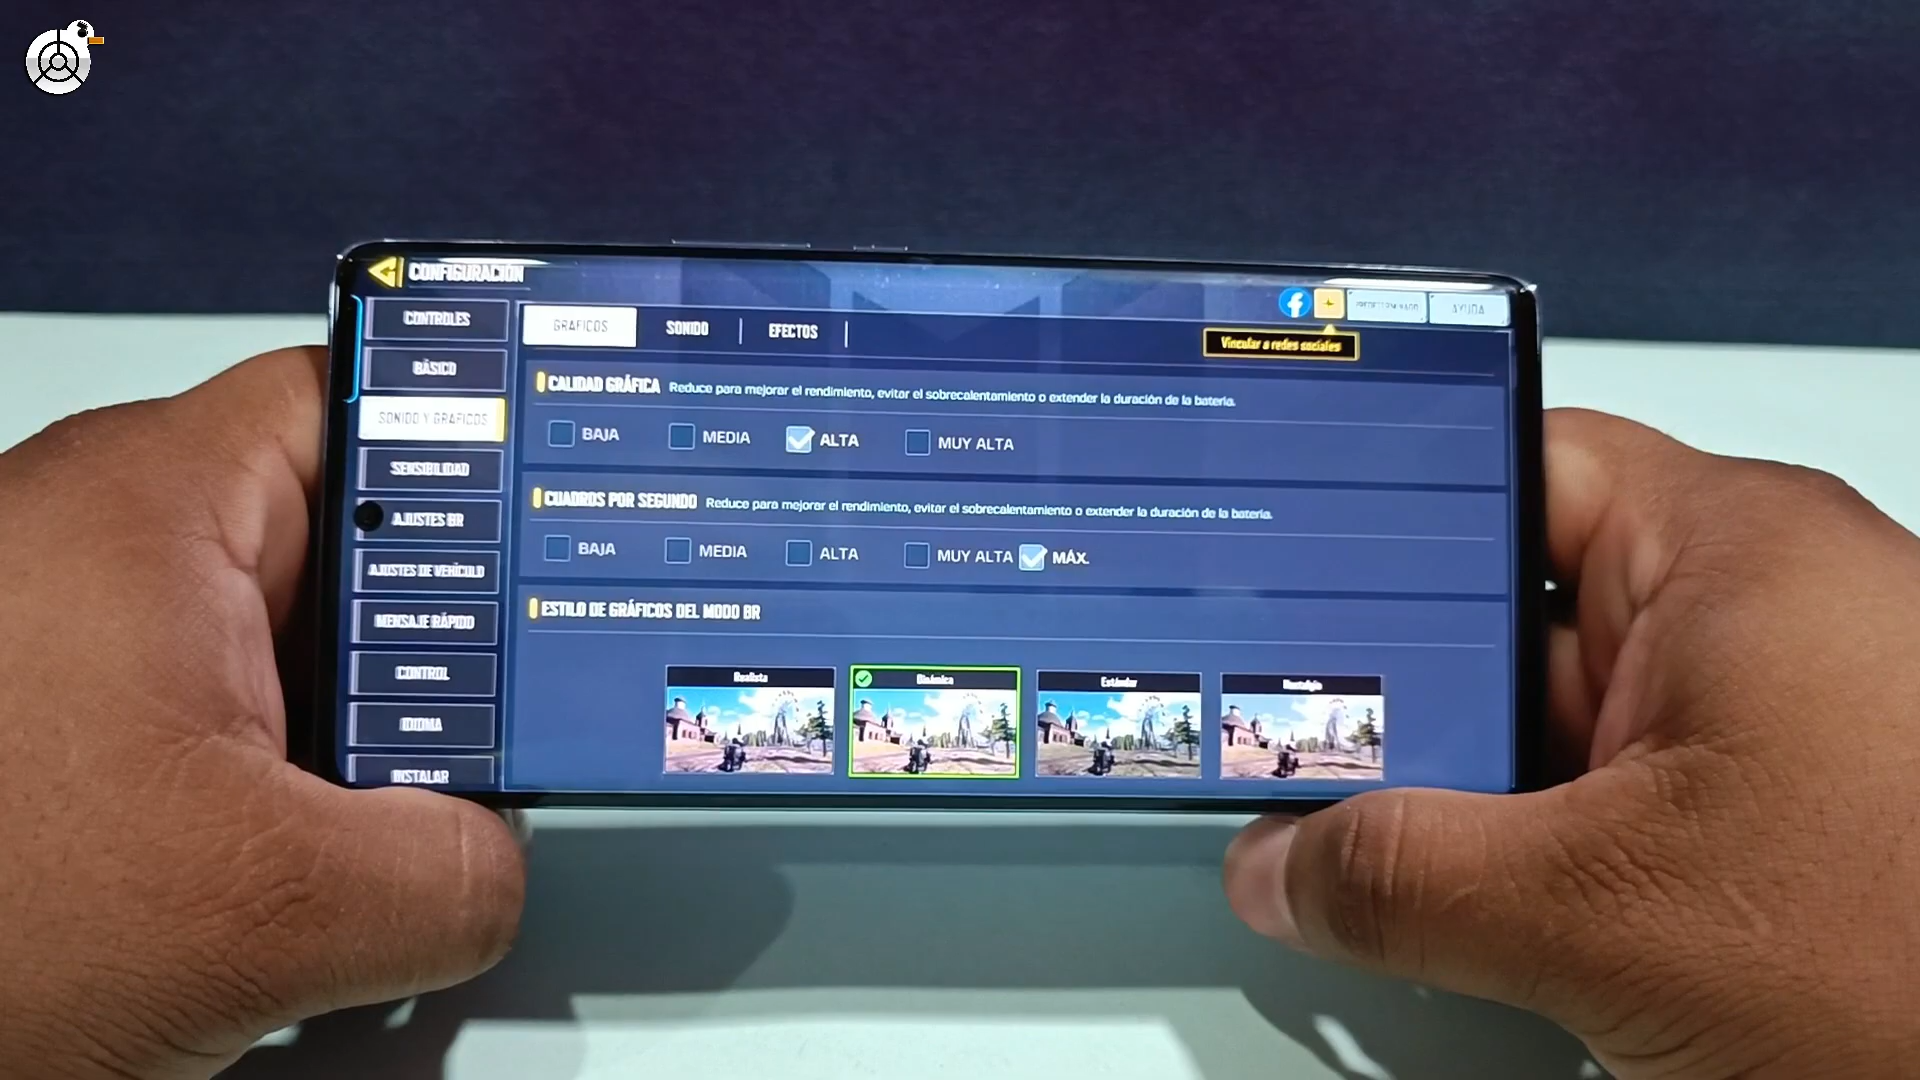 CONFIGURACIÓN
CONTROLES
BÁSICO
SONIDO Y GRÁFICOS
SENSIBILIDAD
AJUSTES BR
AJUSTES DE VEHÍCULO
MENSAJE RÁPIDO
CONTROL
IDIOMA
INSTALAR
GRÁFICOS
SONIDO
EFECTOS
PREDETERMINADO
AYUDA
Vincular a redes sociales
CALIDAD GRÁFICA Reduce para mejorar el rendimiento, evitar el sobrecalentamiento o extender la duración de la batería.
BAJA MEDIA ALTA MUY ALTA
CUADROS POR SEGUNDO Reduce para mejorar el rendimiento, evitar el sobrecalentamiento o extender la duración de la batería.
BAJA MEDIA ALTA MUY ALTA MÁX.
ESTILO DE GRÁFICOS DEL MODO BR
Realista Dinámica Estándar Nostalgia